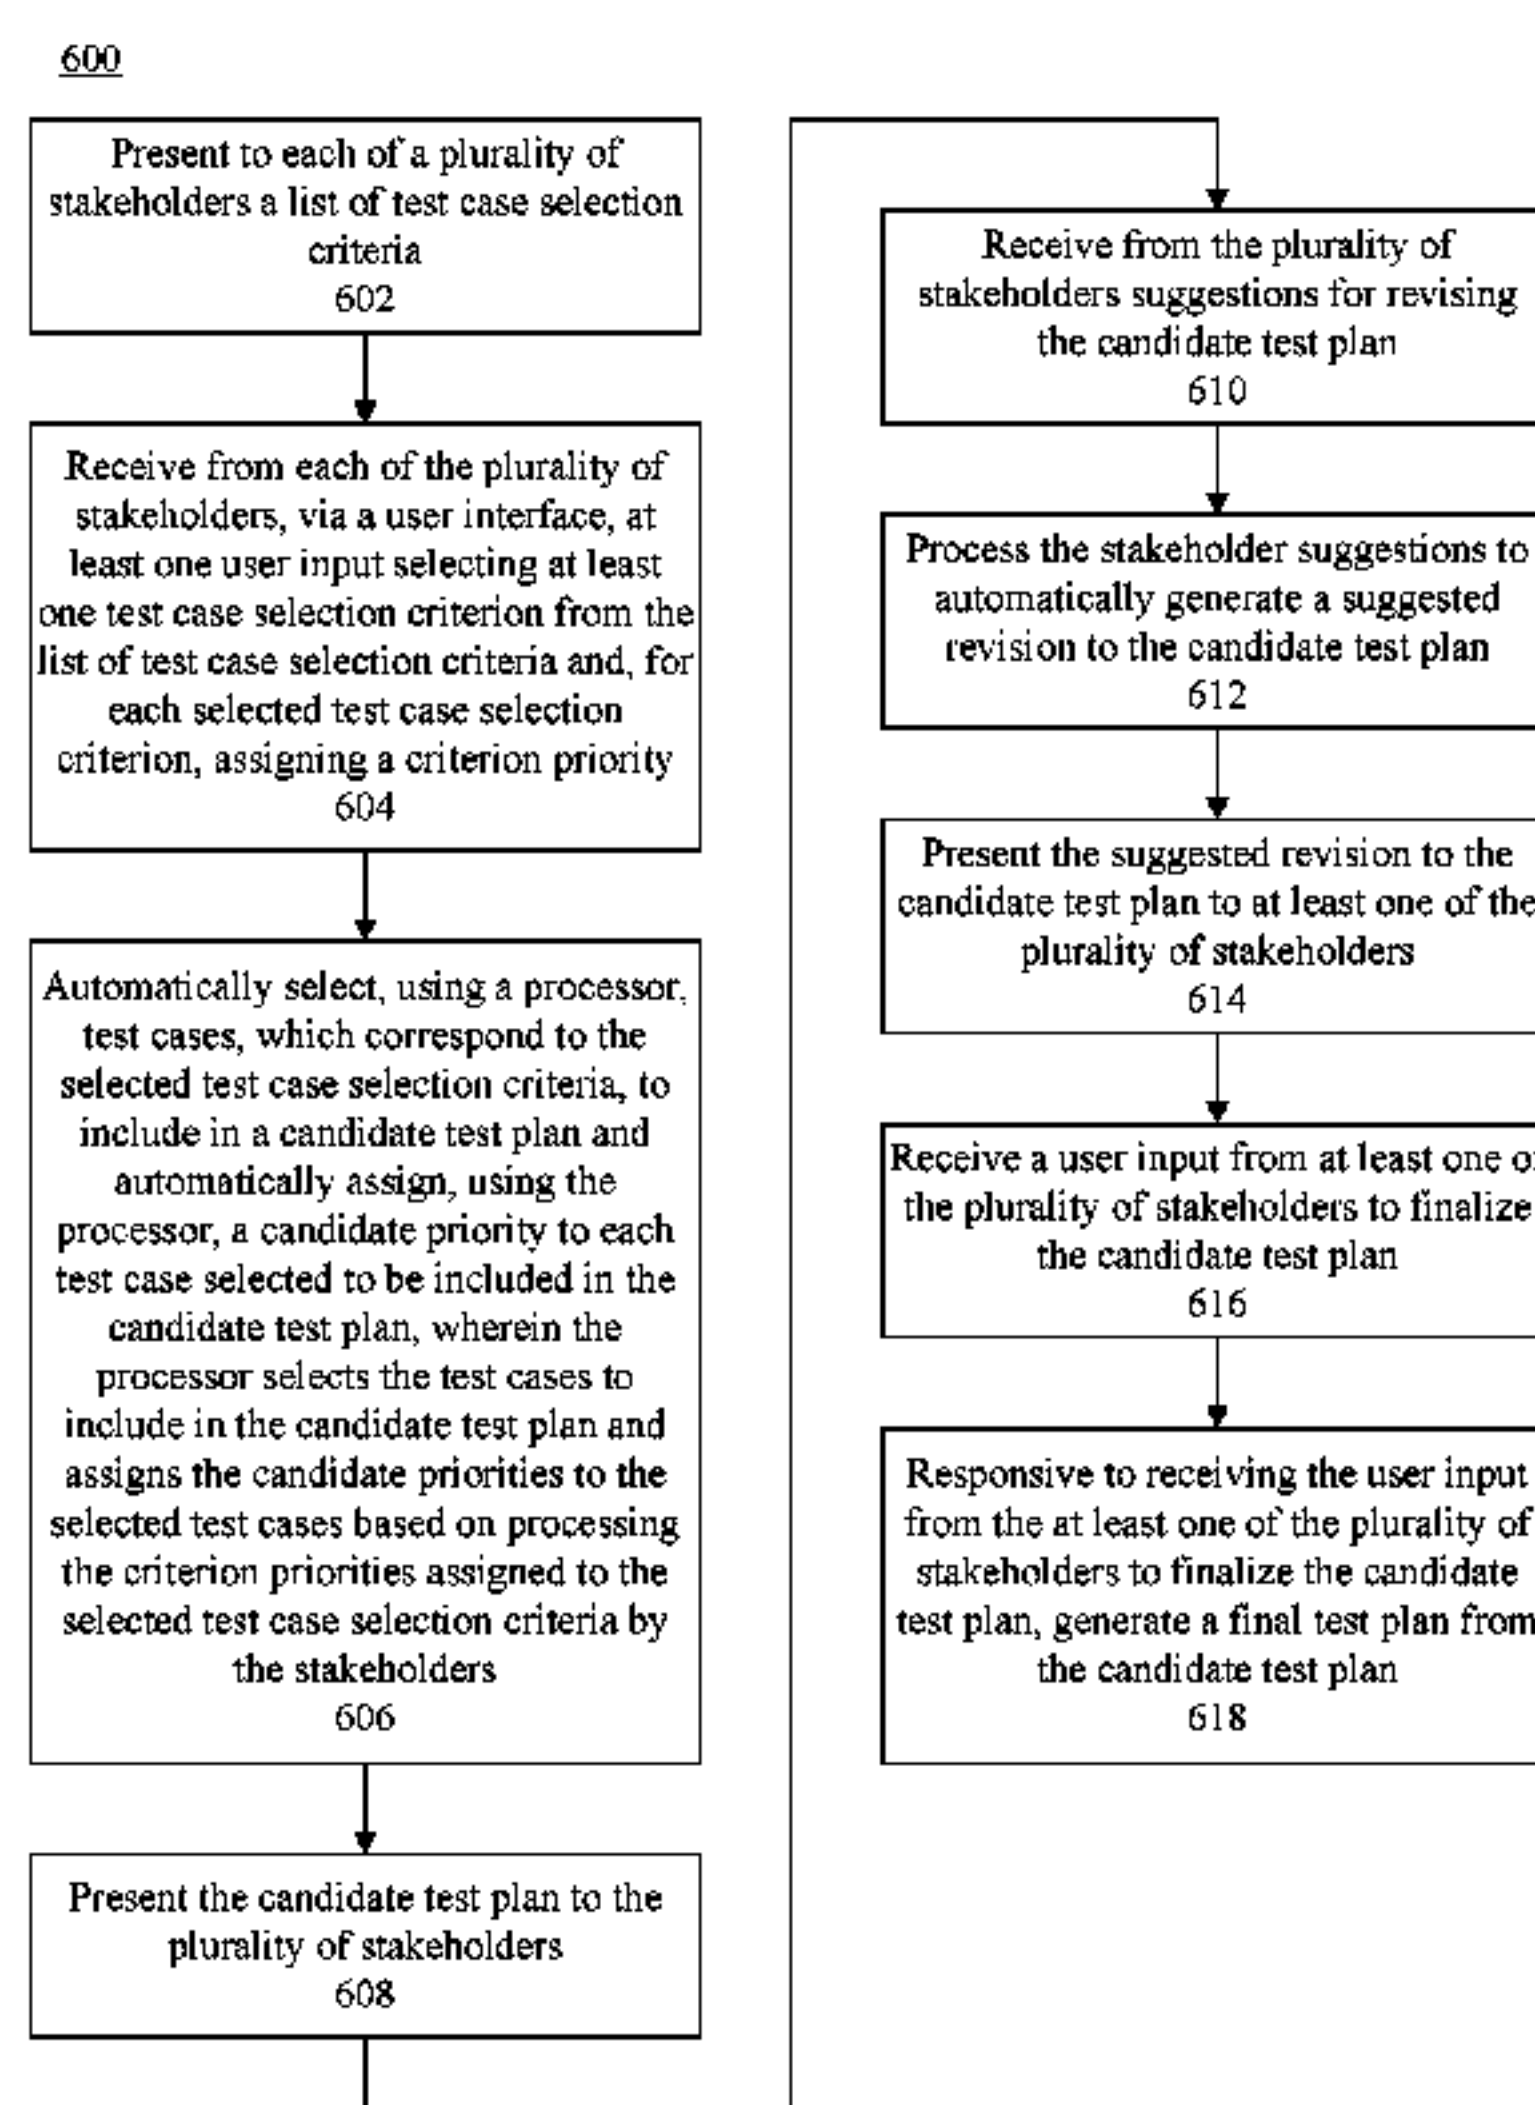 600
Present to each of a plurality of
stakeholders a list of test case selection
criteria
602
Receive from each of the plurality of
stakeholders, via a user interface, at
least one user input selecting at least
one test case selection criterion from the
list of test case selection criteria and, for
each selected test case selection
criterion, assigning a criterion priority
604
Automatically select, using a processor,
test cases, which correspond to the
selected test case selection criteria, to
include in a candidate test plan and
automatically assign, using the
processor, a candidate priority to each
test case selected to be included in the
candidate test plan, wherein the
processor selects the test cases to
include in the candidate test plan and
assigns the candidate priorities to the
selected test cases based on processing
the criterion priorities assigned to the
selected test case selection criteria by
the stakeholders
606
Present the candidate test plan to the
plurality of stakeholders
608
Receive from the plurality of
stakeholders suggestions for revising
the candidate test plan
610
Process the stakeholder suggestions to
automatically generate a suggested
revision to the candidate test plan
612
Present the suggested revision to the
candidate test plan to at least one of the
plurality of stakeholders
614
Receive a user input from at least one of
the plurality of stakeholders to finalize
the candidate test plan
616
Responsive to receiving the user input
from the at least one of the plurality of
stakeholders to finalize the candidate
test plan, generate a final test plan from
the candidate test plan
618